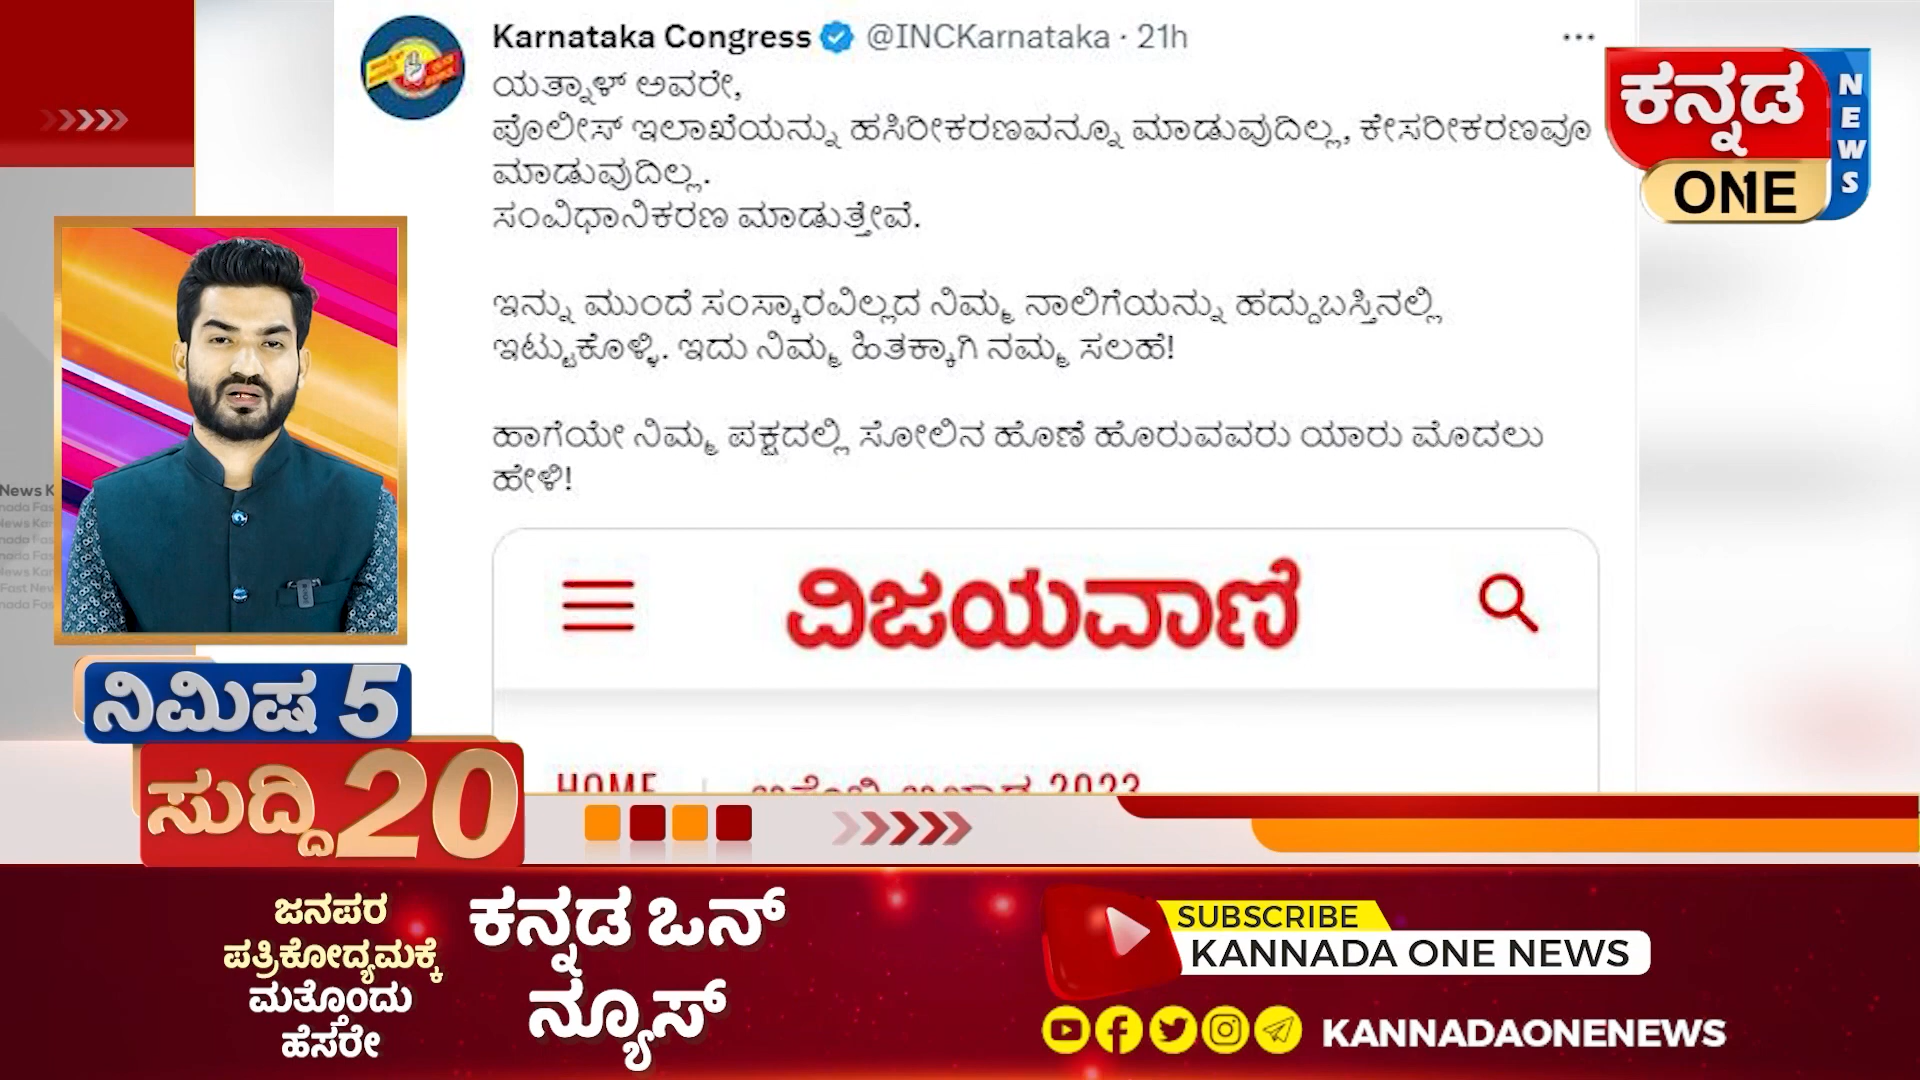 Karnataka Congress @INCKarnataka · 21h
ಯತ್ನಾಳ್ ಅವರೇ,
ಪೊಲೀಸ್ ಇಲಾಖೆಯನ್ನು ಹಸಿರೀಕರಣವನ್ನೂ ಮಾಡುವುದಿಲ್ಲ, ಕೇಸರೀಕರಣವೂ
ಮಾಡುವುದಿಲ್ಲ.
ಸಂವಿಧಾನಿಕರಣ ಮಾಡುತ್ತೇವೆ.
ಇನ್ನು ಮುಂದೆ ಸಂಸ್ಕಾರವಿಲ್ಲದ ನಿಮ್ಮ ನಾಲಿಗೆಯನ್ನು ಹದ್ದುಬಸ್ತಿನಲ್ಲಿ
ಇಟ್ಟುಕೊಳ್ಳಿ. ಇದು ನಿಮ್ಮ ಹಿತಕ್ಕಾಗಿ ನಮ್ಮ ಸಲಹೆ!
ಹಾಗೆಯೇ ನಿಮ್ಮ ಪಕ್ಷದಲ್ಲಿ ಸೋಲಿನ ಹೊಣೆ ಹೊರುವವರು ಯಾರು ಮೊದಲು
ಹೇಳಿ!
ವಿಜಯವಾಣಿ
HOME
2023
ಕನ್ನಡ
ONE
NEWS
ನಿಮಿಷ 5
ಸುದ್ದಿ 20
ಜನಪರ
ಪತ್ರಿಕೋದ್ಯಮಕ್ಕೆ
ಮತ್ತೊಂದು
ಹೆಸರೇ
ಕನ್ನಡ ಒನ್
ನ್ಯೂಸ್
SUBSCRIBE
KANNADA ONE NEWS
KANNADAONENEWS